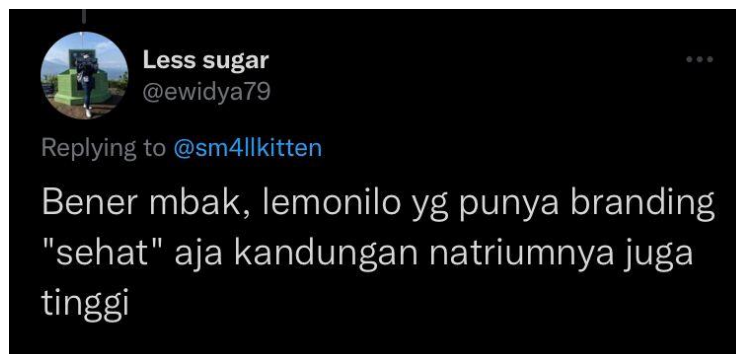 Less sugar
@ewidya79
Replying to @sm4llkitten
Bener mbak, lemonilo yg punya branding
"sehat" aja kandungan natriumnya juga
tinggi